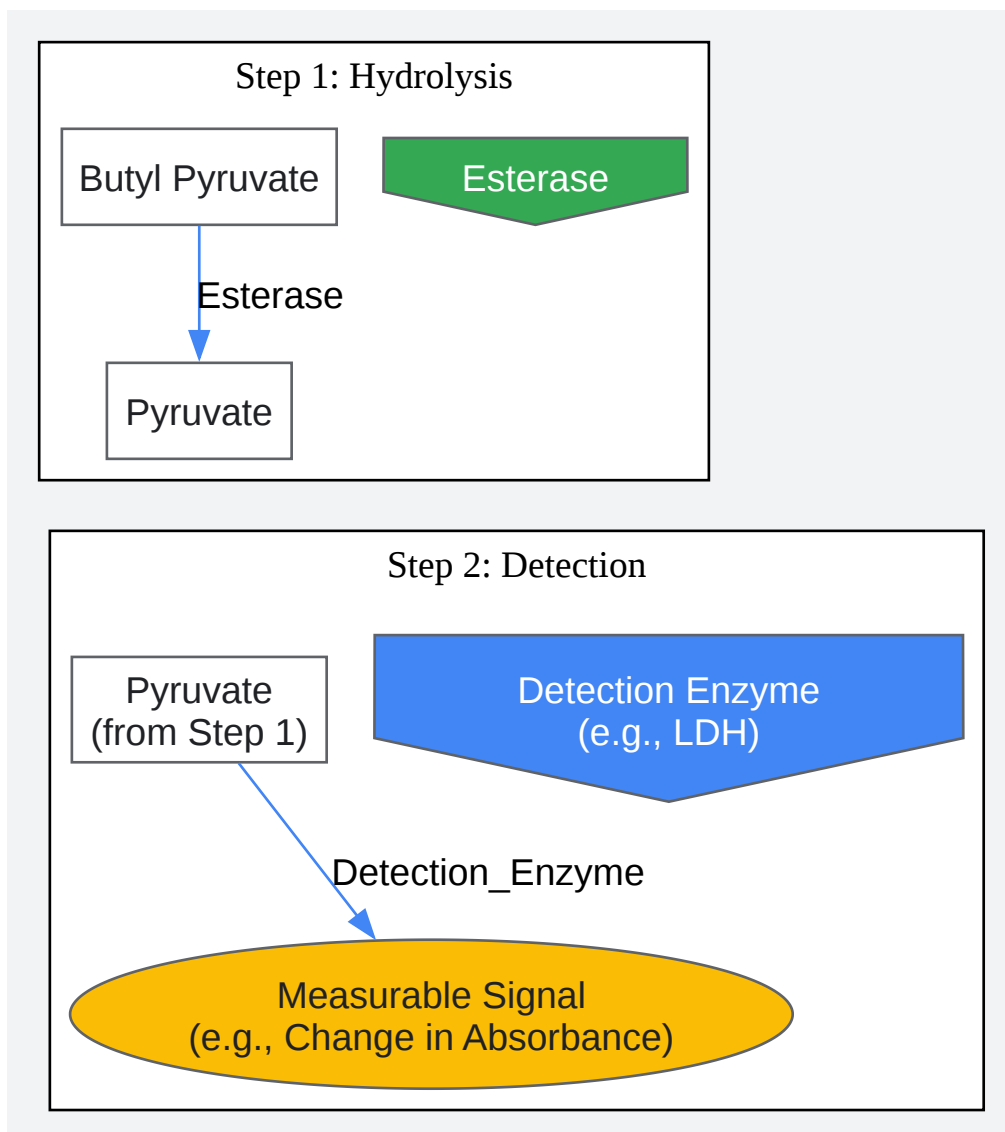 Step 1: Hydrolysis
Butyl Pyruvate
Esterase
Esterase
Pyruvate
Step 2: Detection
Pyruvate
(from Step 1)
Detection Enzyme
(e.g., LDH)
Detection_Enzyme
Measurable Signal
(e.g., Change in Absorbance)